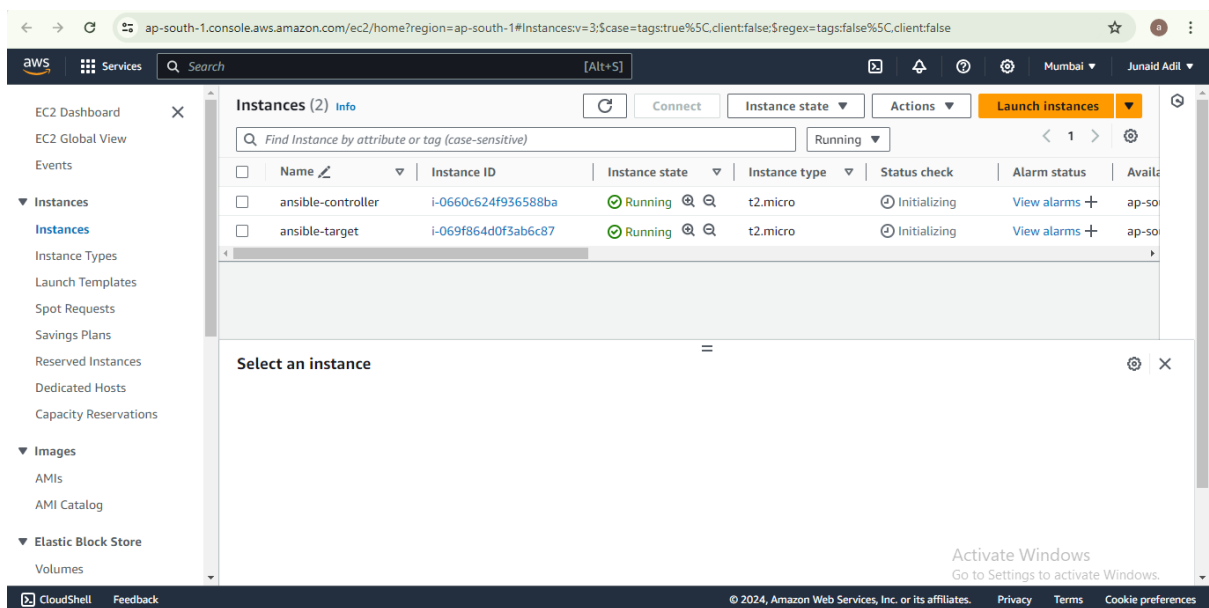 ap-south-1.console.aws.amazon.com/ec2/home?region=ap-south-1#Instances:v=3;$case=tags:true%5C,client:false;$regex=tags:false%5C,client:false
a
aws Services Search [Alt+S] Mumbai Junaid Adil
EC2 Dashboard
EC2 Global View
Events
Instances
Instances
Instance Types
Launch Templates
Spot Requests
Savings Plans
Reserved Instances
Dedicated Hosts
Capacity Reservations
Images
AMIs
AMI Catalog
Elastic Block Store
Volumes
Instances (2) Info Connect Instance state Actions Launch instances
Find Instance by attribute or tag (case-sensitive) Running 1
Name Instance ID Instance state Instance type Status check Alarm status Availa
ansible-controller i-0660c624f936588ba Running t2.micro Initializing View alarms + ap-sou
ansible-target i-069f864d0f3ab6c87 Running t2.micro Initializing View alarms + ap-sou
Select an instance
Activate Windows
Go to Settings to activate Windows.
CloudShell Feedback © 2024, Amazon Web Services, Inc. or its affiliates. Privacy Terms Cookie preferences